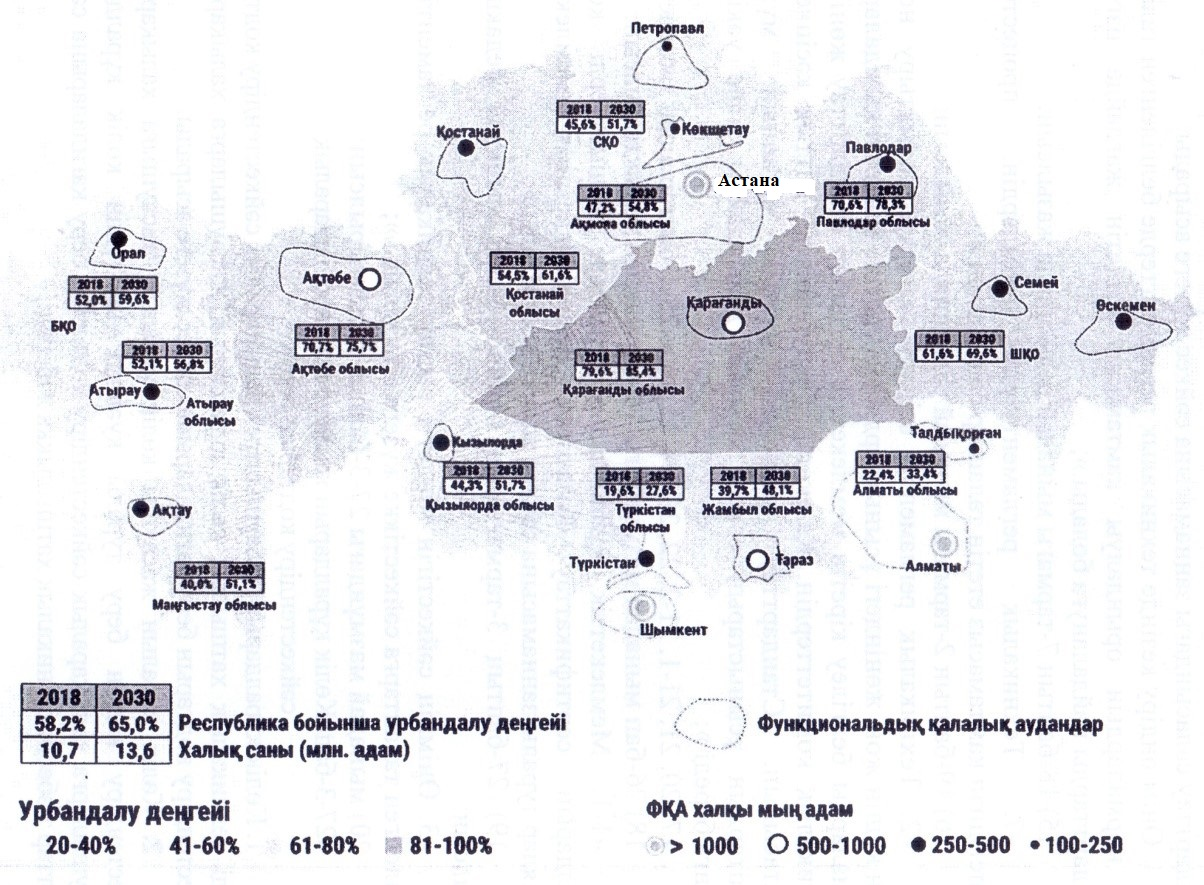 Петропавл
2018 2030
45,6% 51,7%
СҚО
Көкшетау
Қостанай
Павлодар
Астана
2018 2030
47,2% 54,8%
Ақмола облысы
2018 2030
70,6% 78,3%
Павлодар облысы
Орал
2018 2030
52,0% 59,6%
БҚО
Ақтөбе
2018 2030
54,5% 61,6%
Қостанай
облысы
Қарағанды
Семей
Өскемен
2018 2030
70,7% 75,7%
Ақтөбе облысы
2018 2030
61,6% 69,6%
ШҚО
2018 2030
52,1% 56,8%
Атырау
Атырау
облысы
2018 2030
79,6% 85,4%
Қарағанды облысы
Қызылорда
2018 2030
44,3% 51,7%
Қызылорда облысы
Талдықорған
2018 2030
22,4% 33,4%
Алматы облысы
2018 2030
19,6% 27,6%
Түркістан
облысы
2018 2030
39,7% 48,1%
Жамбыл облысы
Ақтау
Түркістан
Тараз
Алматы
2018 2030
40,0% 51,1%
Маңғыстау облысы
Шымкент
2018 2030
58,2% 65,0% Республика бойынша урбандалу деңгейі
10,7 13,6 Халық саны (млн. адам)
Функциональдық қалалық аудандар
Урбандалу деңгейі
20-40% 41-60% 61-80% 81-100%
ФҚА халқы мың адам
> 1000 500-1000 250-500 100-250